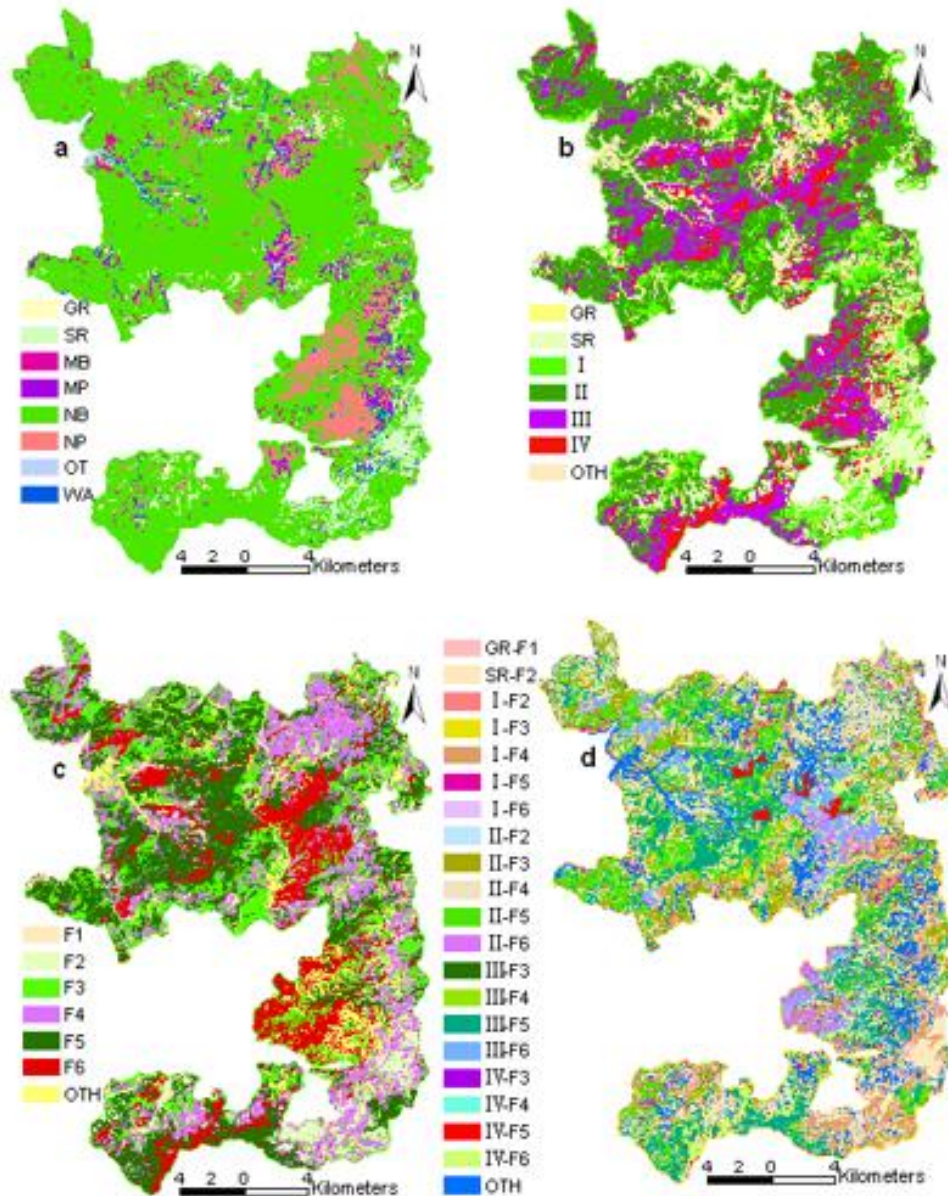 N
a
GR
SR
MB
MP
NB
NP
OT
WA
4 2 0 4
Kilometers
N
b
GR
SR
I
II
III
IV
OTH
4 2 0 4
Kilometers
N
c
F1
F2
F3
F4
F5
F6
OTH
4 2 0 4
Kilometers
GR-F1
SR-F2
I-F2
I-F3
I-F4
I-F5
I-F6
II-F2
II-F3
II-F4
II-F5
II-F6
III-F3
III-F4
III-F5
III-F6
IV-F3
IV-F4
IV-F5
IV-F6
OTH
N
d
4 2 0 4
Kilometers